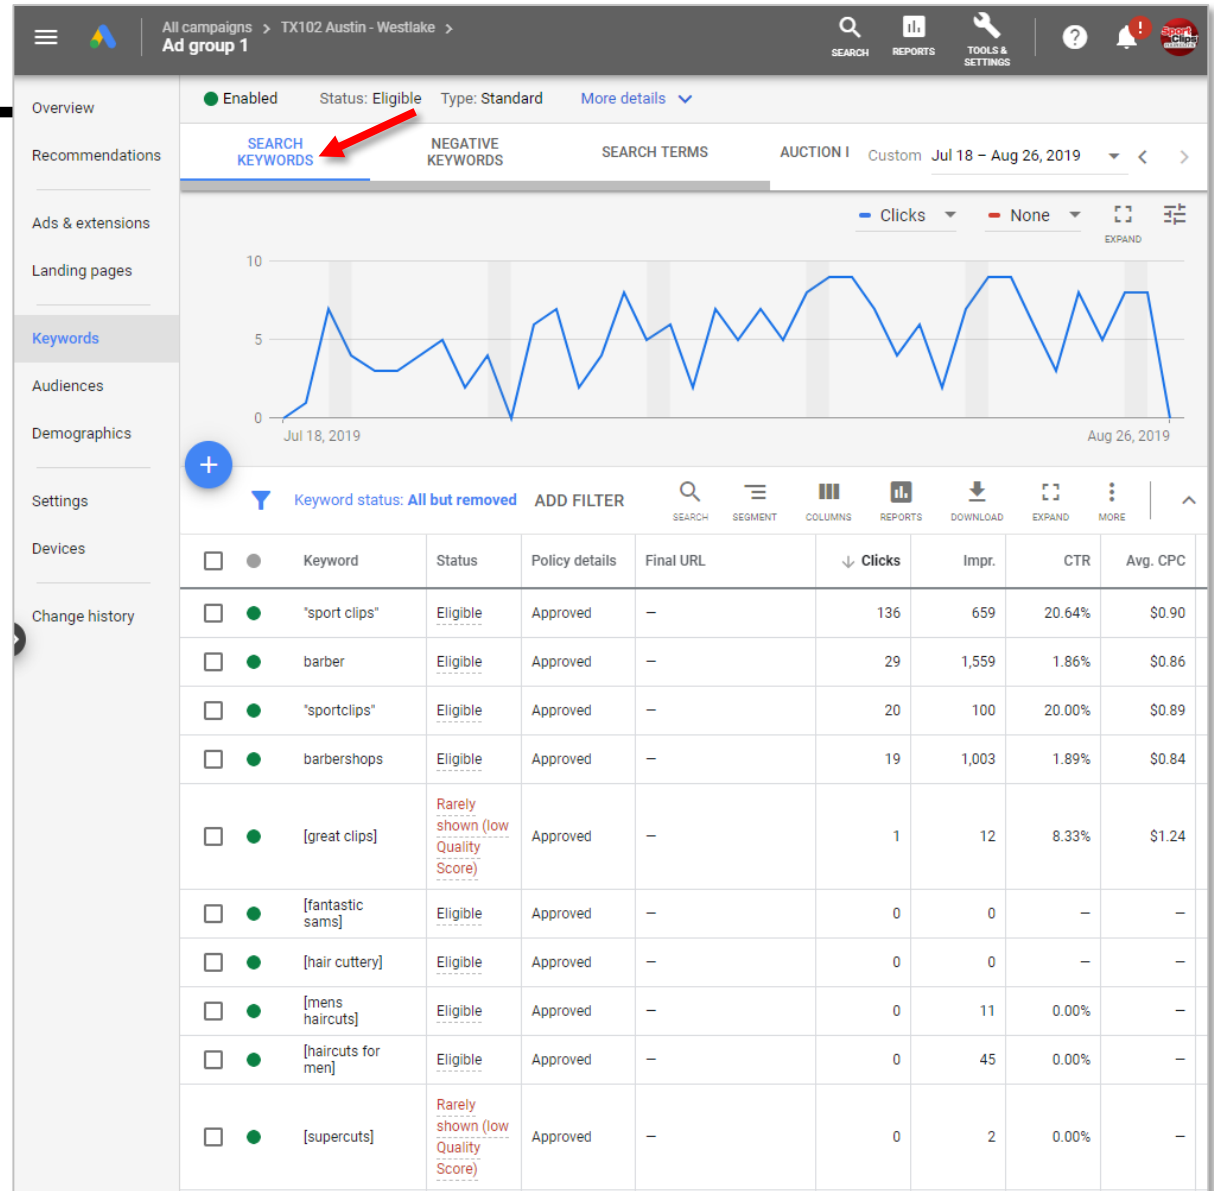 All campaigns > TX102 Austin - Westlake >
Ad group 1
SEARCH
REPORTS
TOOLS &
SETTINGS
?
!
Sport
Clips
Overview
Recommendations
Ads & extensions
Landing pages
Keywords
Audiences
Demographics
Settings
Devices
Change history
Enabled Status: Eligible Type: Standard More details
SEARCH
KEYWORDS
NEGATIVE
KEYWORDS
SEARCH TERMS
AUCTION I
Custom Jul 18 – Aug 26, 2019
Clicks None
EXPAND
10
5
0
Jul 18, 2019 Aug 26, 2019
+
Keyword status: All but removed ADD FILTER
SEARCH SEGMENT COLUMNS REPORTS DOWNLOAD EXPAND MORE
Keyword Status Policy details Final URL Clicks Impr. CTR Avg. CPC
"sport clips" Eligible Approved – 136 659 20.64% $0.90
barber Eligible Approved – 29 1,559 1.86% $0.86
"sportclips" Eligible Approved – 20 100 20.00% $0.89
barbershops Eligible Approved – 19 1,003 1.89% $0.84
Rarely
shown (low
Quality
Score)
[great clips] Approved – 1 12 8.33% $1.24
[fantastic
sams] Eligible Approved – 0 0 – –
[hair cuttery] Eligible Approved – 0 0 – –
[mens
haircuts] Eligible Approved – 0 11 0.00% –
[haircuts for
men] Eligible Approved – 0 45 0.00% –
Rarely
shown (low
Quality
Score)
[supercuts] Approved – 0 2 0.00% –